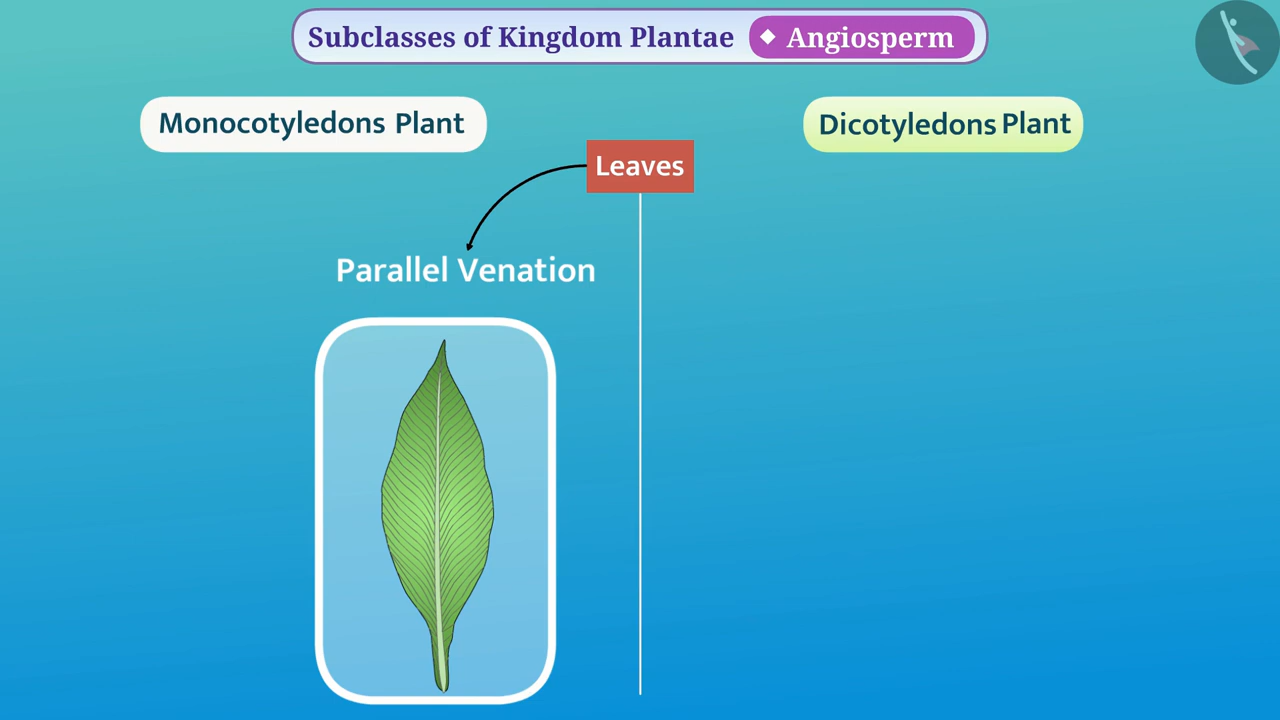 Subclasses of Kingdom Plantae ◆ Angiosperm
Monocotyledons Plant
Dicotyledons Plant
Leaves
Parallel Venation